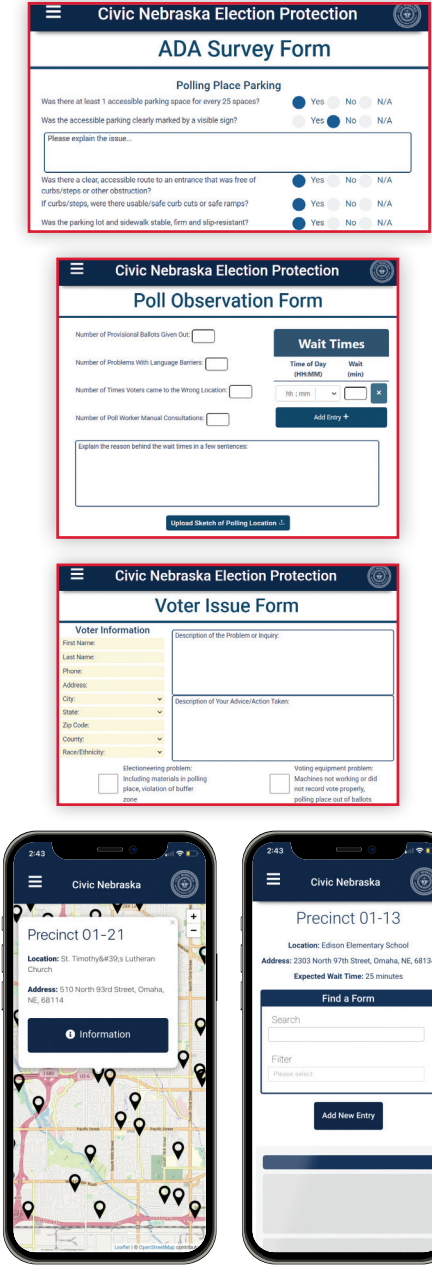 Civic Nebraska Election Protection
ADA Survey Form
Polling Place Parking
Was there at least 1 accessible parking space for every 25 spaces? Yes No N/A
Was the accessible parking clearly marked by a visible sign? Yes No N/A
Please explain the issue...
Was there a clear, accessible route to an entrance that was free of
curbs/steps or other obstruction? Yes No N/A
If curbs/steps, were there usable/safe curb cuts or safe ramps? Yes No N/A
Was the parking lot and sidewalk stable, firm and slip-resistant? Yes No N/A
Civic Nebraska Election Protection
Poll Observation Form
Number of Provisional Ballots Given Out:
Number of Problems With Language Barriers:
Number of Times Voters came to the Wrong Location:
Number of Poll Worker Manual Consultations:
Wait Times
Time of Day Wait
(HH:MM) (min)
hh : mm ×
Add Entry +
Explain the reason behind the wait times in a few sentences:
Upload Sketch of Polling Location
Civic Nebraska Election Protection
Voter Issue Form
Voter Information
First Name:
Last Name:
Phone:
Address:
City:
State:
Zip Code:
County:
Race/Ethnicity:
Description of the Problem or Inquiry:
Description of Your Advice/Action Taken:
Electioneering problem:
Including materials in polling
place, violation of buffer
zone
Voting equipment problem:
Machines not working or did
not record vote properly,
polling place out of ballots
2:43
Civic Nebraska
×
+
−
Precinct 01-21
Location: St. Timothy&#39;s Lutheran
Church
Address: 510 North 93rd Street, Omaha,
NE, 68114
Information
I 680
US 6
Pacific Street
Pacific Street
Leaflet | © OpenStreetMap contribu
2:43
Civic Nebraska
Precinct 01-13
Location: Edison Elementary School
Address: 2303 North 97th Street, Omaha, NE, 6813
Expected Wait Time: 25 minutes
Find a Form
Search
Filter
Please select
Add New Entry